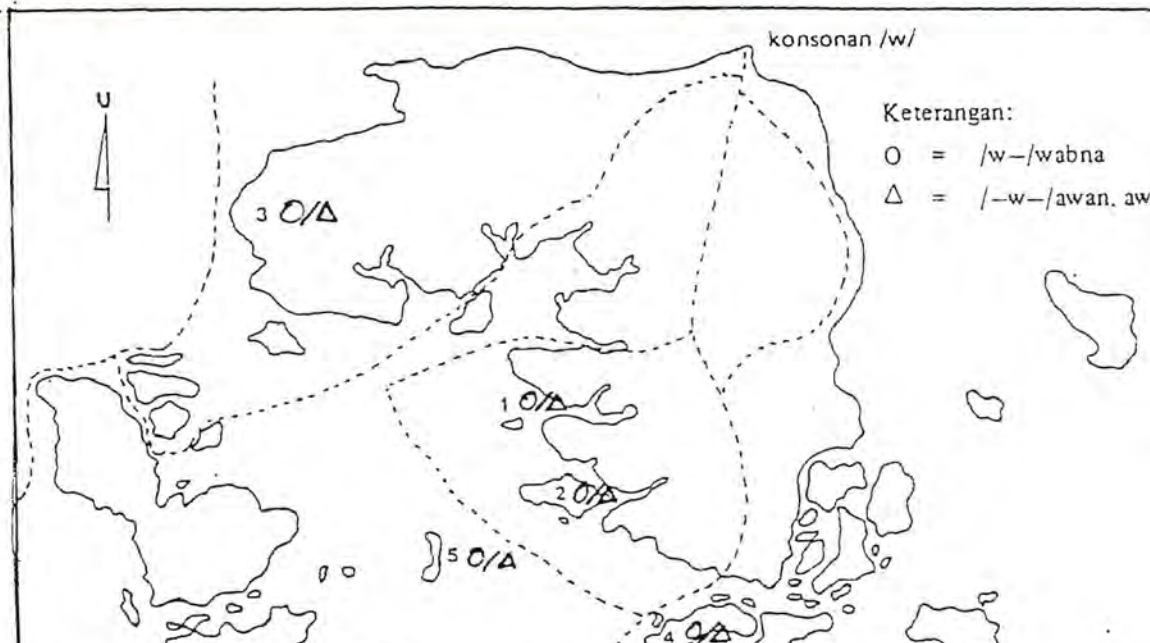 konsonan /w/
U
Keterangan:
O = /w–/wabna
Δ = /–w–/awan, aw
3 O/Δ
1 O/Δ
2 O/Δ
5 O/Δ
4 O/Δ